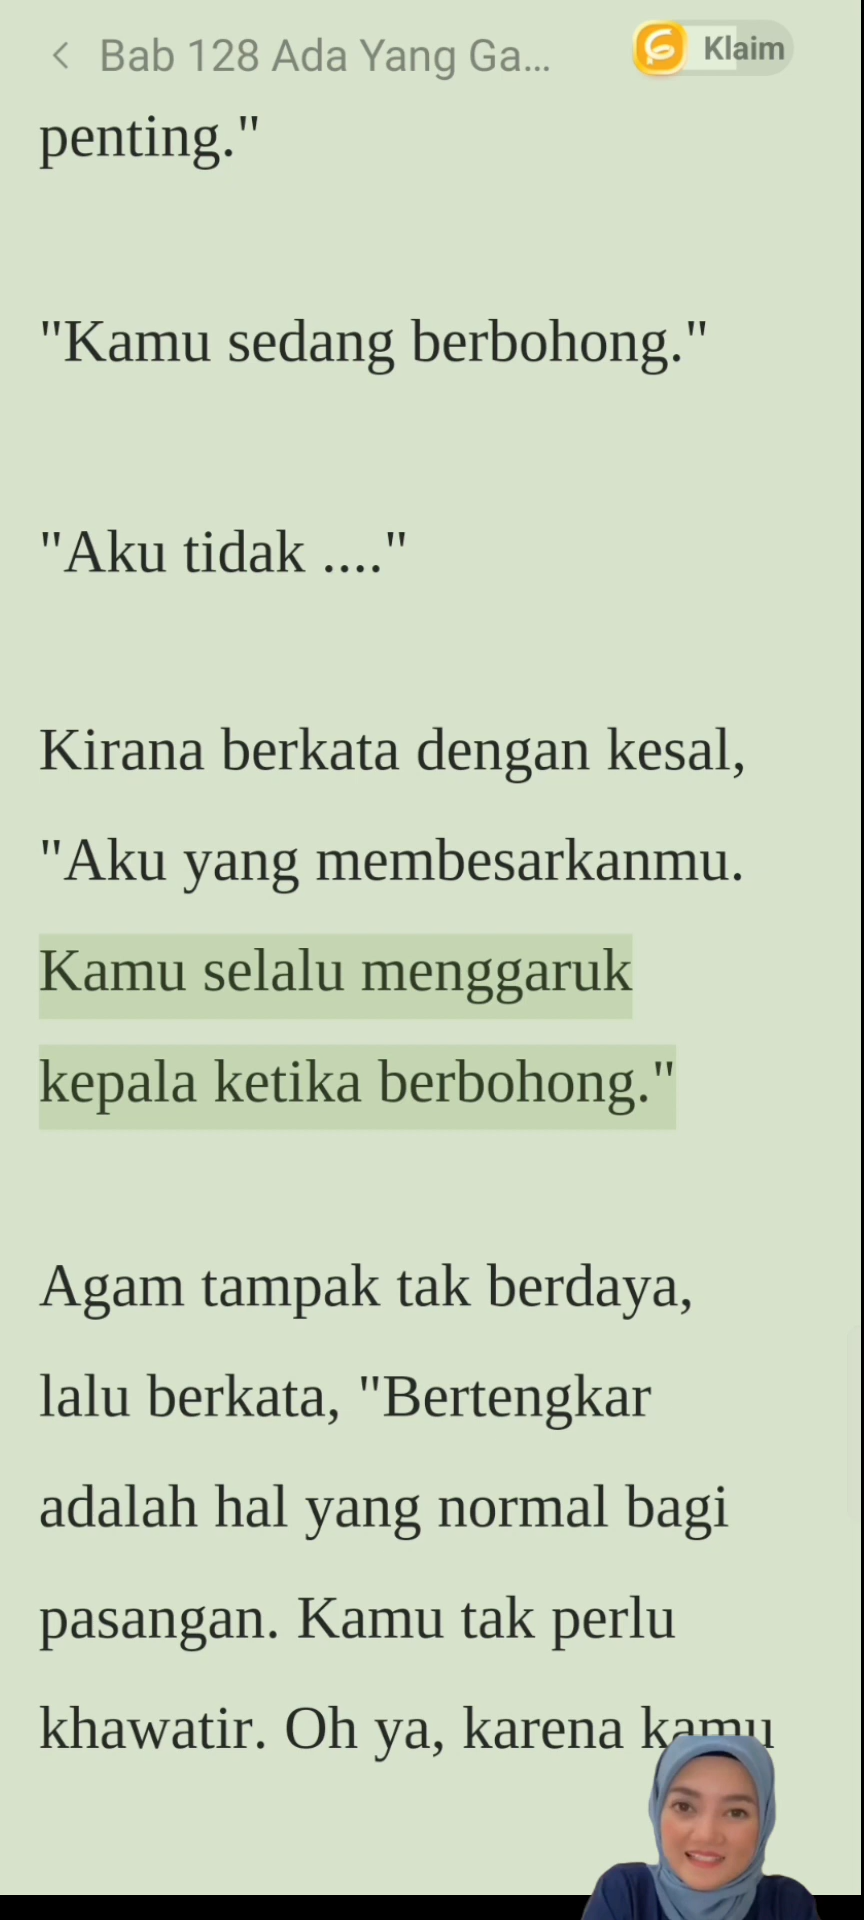 Bab 128 Ada Yang Ga...
Klaim
penting."
"Kamu sedang berbohong."
"Aku tidak ...."
Kirana berkata dengan kesal,
"Aku yang membesarkanmu.
Kamu selalu menggaruk
kepala ketika berbohong."
Agam tampak tak berdaya,
lalu berkata, "Bertengkar
adalah hal yang normal bagi
pasangan. Kamu tak perlu
khawatir. Oh ya, karena kamu